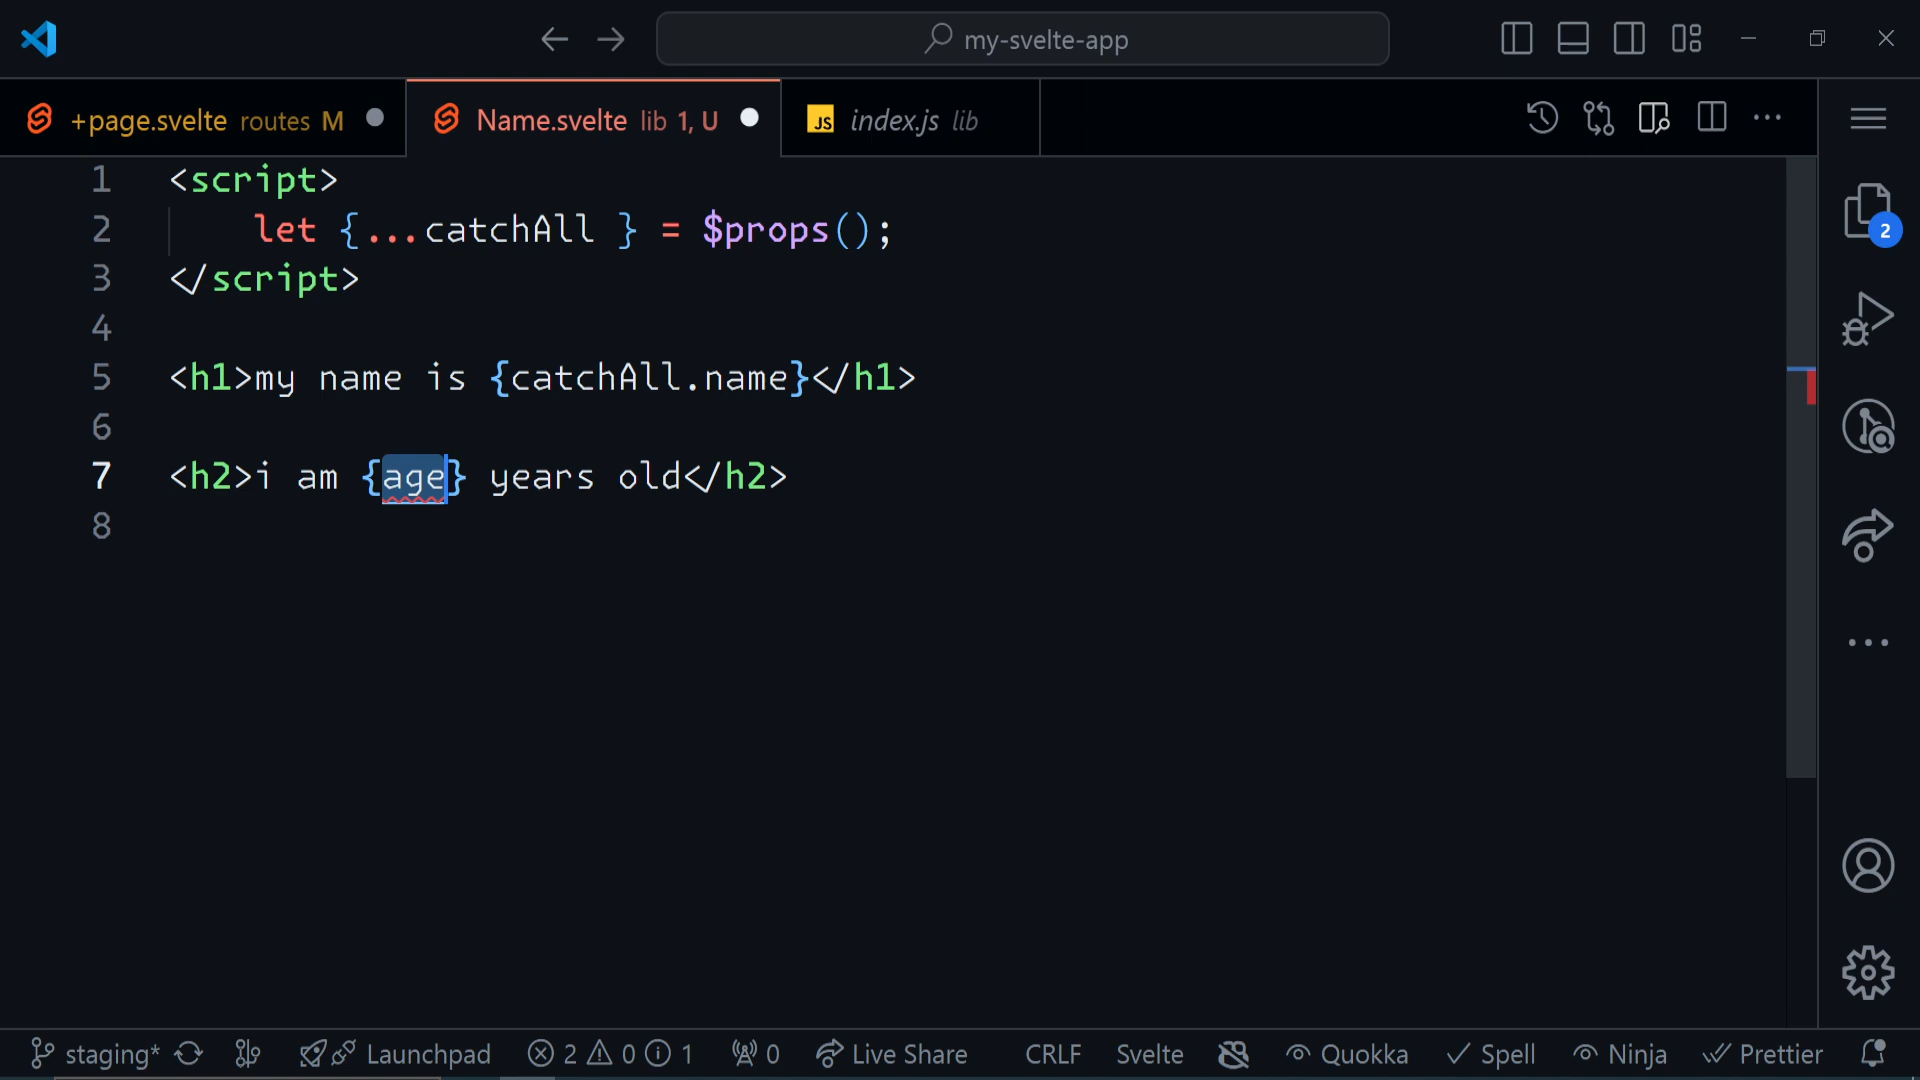 my-svelte-app
+page.svelte routes M
Name.svelte lib 1, U
JS index.js lib
1 <script>
2 let {...catchAll } = $props();
3 </script>
4
5 <h1>my name is {catchAll.name}</h1>
6
7 <h2>i am {age} years old</h2>
8
2
staging* Launchpad 2 0 1 0 Live Share CRLF Svelte Quokka Spell Ninja Prettier